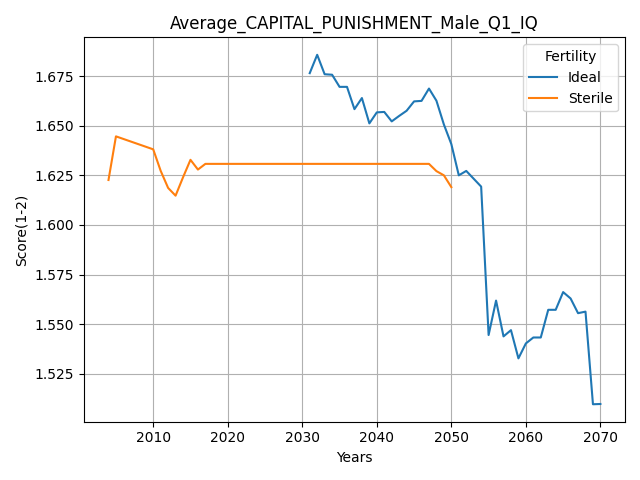 Average_CAPITAL_PUNISHMENT_Male_Q1_IQ
Fertility
Ideal
Sterile
Score(1-2)
1.675
1.650
1.625
1.600
1.575
1.550
1.525
2010 2020 2030 2040 2050 2060 2070
Years